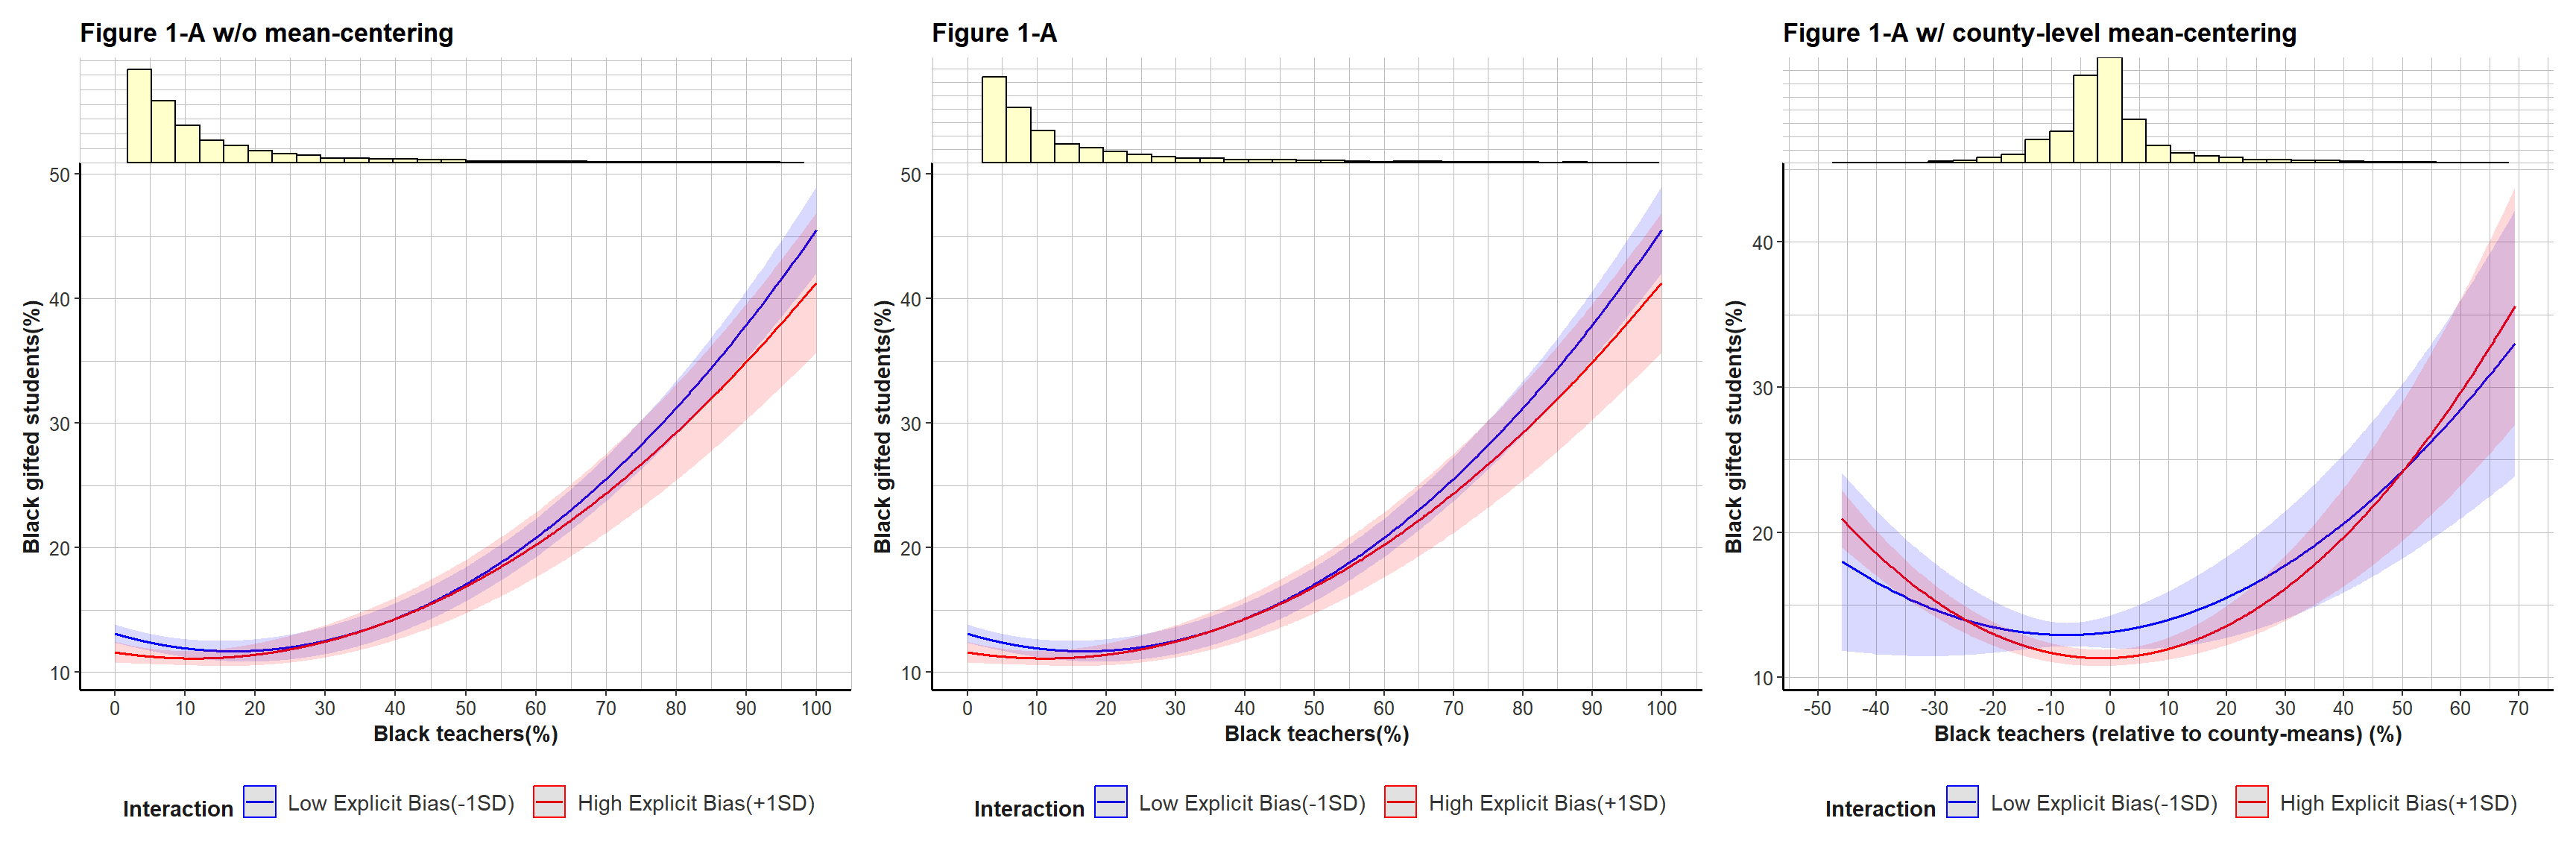 Figure 1-A w/o mean-centering
50
40
30
20
10
Black gifted students(%)
0 10 20 30 40 50 60 70 80 90 100
Black teachers(%)
Interaction Low Explicit Bias(-1SD) High Explicit Bias(+1SD)
Figure 1-A
50
40
30
20
10
Black gifted students(%)
0 10 20 30 40 50 60 70 80 90 100
Black teachers(%)
Interaction Low Explicit Bias(-1SD) High Explicit Bias(+1SD)
Figure 1-A w/ county-level mean-centering
40
30
20
10
Black gifted students(%)
-50 -40 -30 -20 -10 0 10 20 30 40 50 60 70
Black teachers (relative to county-means) (%)
Interaction Low Explicit Bias(-1SD) High Explicit Bias(+1SD)